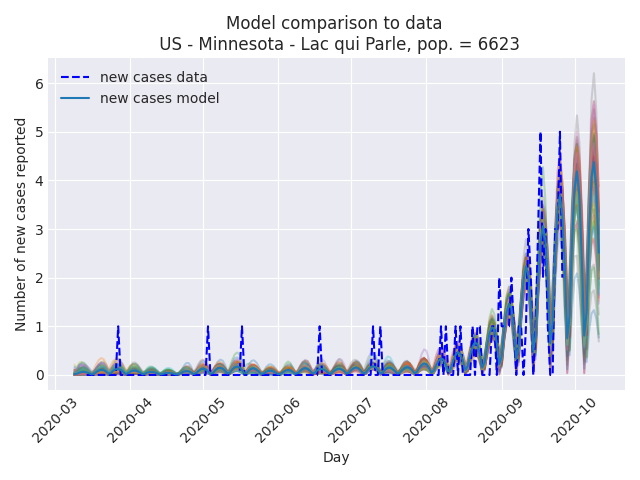 Model comparison to data
US - Minnesota - Lac qui Parle, pop. = 6623
new cases data
new cases model
Number of new cases reported
6
5
4
3
2
1
0
2020-03
2020-04
2020-05
2020-06
2020-07
2020-08
2020-09
2020-10
Day